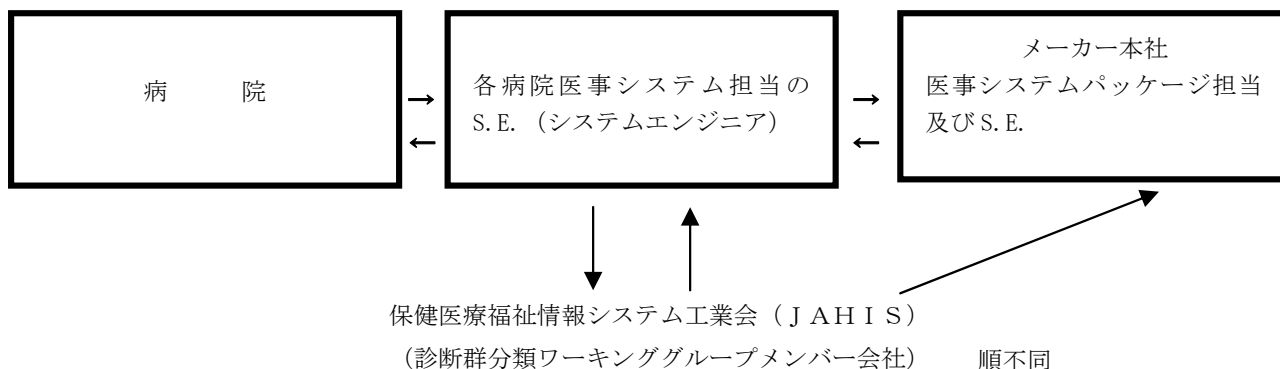 病　　院
各病院医事システム担当の
S.E.（システムエンジニア）
メーカー本社
医事システムパッケージ担当
及びS.E.
保健医療福祉情報システム工業会（ＪＡＨＩＳ）
（診断群分類ワーキンググループメンバー会社）　　順不同